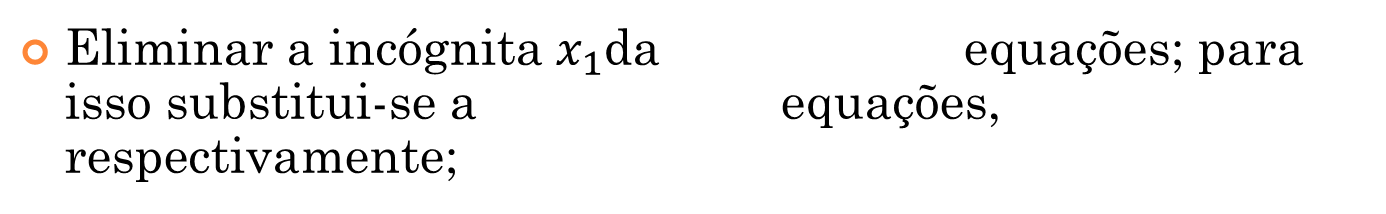 Eliminar a incógnita x₁da equações; para
isso substitui-se a equações,
respectivamente;